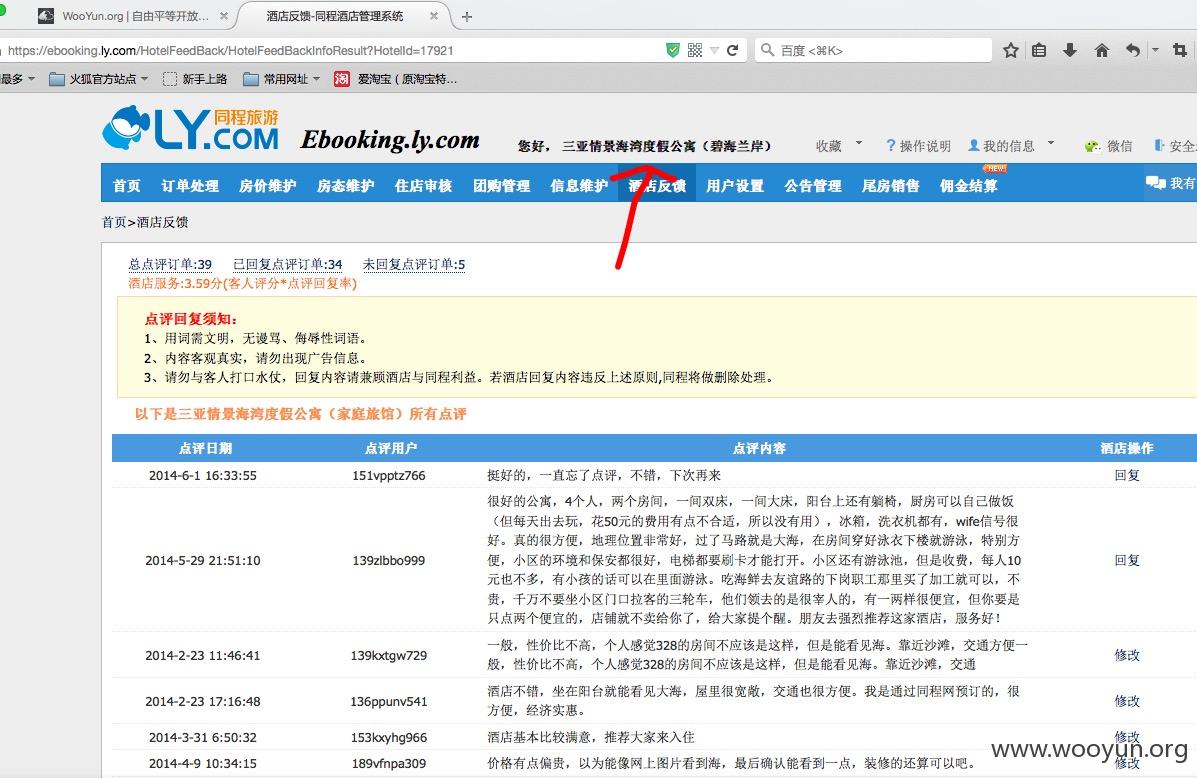 WooYun.org | 自由平等开放...
酒店反馈-同程酒店管理系统
https://ebooking.ly.com/HotelFeedBack/HotelFeedBackInfoResult?HotelId=17921
百度 <⌘K>
最多
火狐官方站点
新手上路
常用网址
淘
爱淘宝（原淘宝特...
LY.COM
同程旅游
Ebooking.ly.com
您好，三亚情景海湾度假公寓（碧海兰岸）
收藏
? 操作说明
我的信息
微信
安全
首页 订单处理 房价维护 房态维护 住店审核 团购管理 信息维护 酒店反馈 用户设置 公告管理 尾房销售 佣金结算 NEW! 我有
首页>酒店反馈
总点评订单:39 已回复点评订单:34 未回复点评订单:5
酒店服务:3.59分(客人评分*点评回复率)
点评回复须知：
1、用词需文明，无谩骂、侮辱性词语。
2、内容客观真实，请勿出现广告信息。
3、请勿与客人打口水仗，回复内容请兼顾酒店与同程利益。若酒店回复内容违反上述原则,同程将做删除处理。
以下是三亚情景海湾度假公寓（家庭旅馆）所有点评
点评日期 点评用户 点评内容 酒店操作
2014-6-1 16:33:55 151vpptz766 挺好的，一直忘了点评，不错，下次再来 回复
很好的公寓，4个人，两个房间，一间双床，一间大床，阳台上还有躺椅，厨房可以自己做饭
（但每天出去玩，花50元的费用有点不合适，所以没有用），冰箱，洗衣机都有，wife信号很
好。真的很方便，地理位置非常好，过了马路就是大海，在房间穿好泳衣下楼就游泳，特别方
2014-5-29 21:51:10 139zlbbo999 便，小区的环境和保安都很好，电梯都要刷卡才能打开。小区还有游泳池，但是收费，每人10 回复
元也不多，有小孩的话可以在里面游泳。吃海鲜去友谊路的下岗职工那里买了加工就可以，不
贵，千万不要坐小区门口拉客的三轮车，他们领去的是很宰人的，有一两样很便宜，但你要是
只点两个便宜的，店铺就不卖给你了，给大家提个醒。朋友去强烈推荐这家酒店，服务好！
2014-2-23 11:46:41 139kxtgw729 一般，性价比不高，个人感觉328的房间不应该是这样，但是能看见海。靠近沙滩，交通方便一 修改
般，性价比不高，个人感觉328的房间不应该是这样，但是能看见海。靠近沙滩，交通
2014-2-23 17:16:48 136ppunv541 酒店不错，坐在阳台就能看见大海，屋里很宽敞，交通也很方便。我是通过同程网预订的，很 修改
方便，经济实惠。
2014-3-31 6:50:32 153kxyhg966 酒店基本比较满意，推荐大家来入住 修改
2014-4-9 10:34:15 189vfnpa309 价格有点偏贵，以为能像网上图片看到海，最后确认能看到一点，装修的还算可以吧。 修改
www.wooyun.org